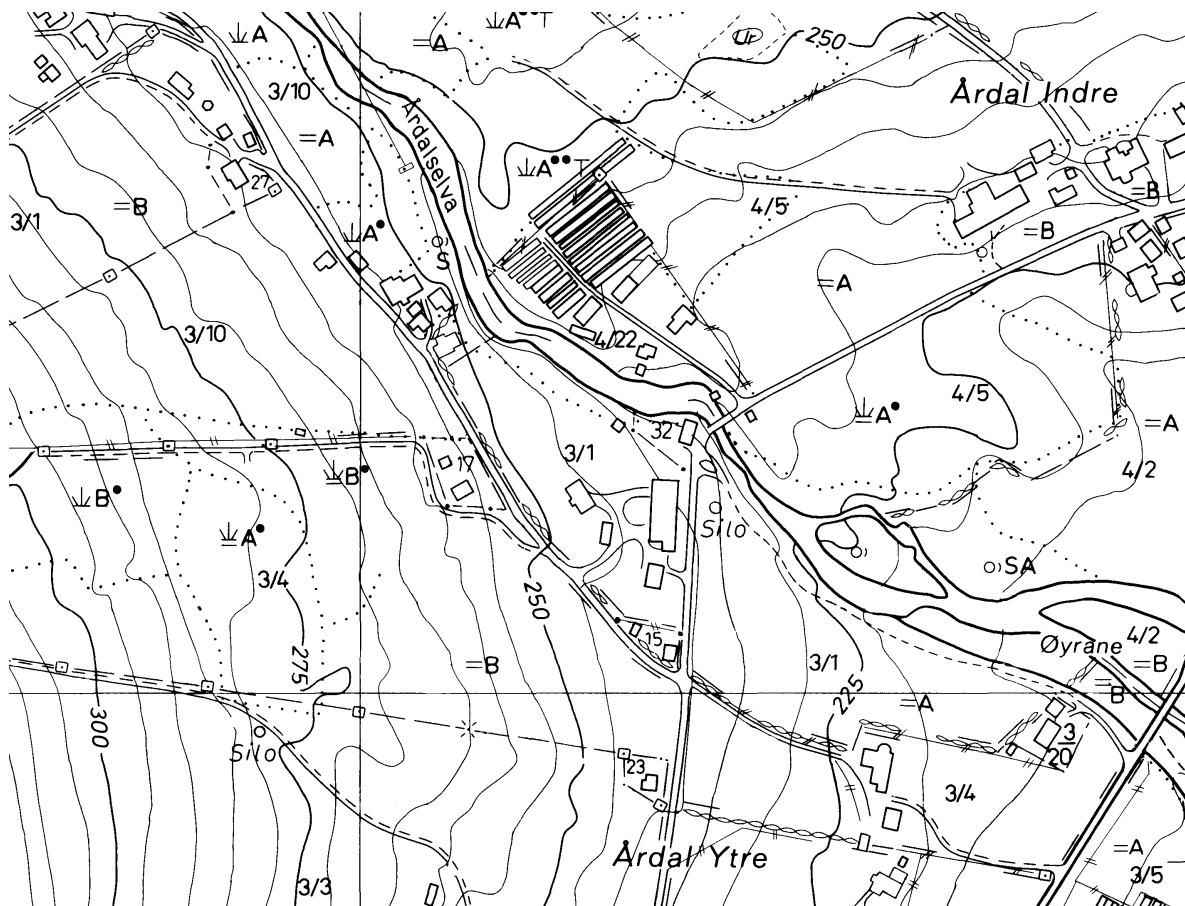 A
=A
A
T
Ur
250
3/10
Årdal Indre
=A
Årdalselva
A
T
27
=B
=B
3/1
4/5
=B
A
S
=A
3/10
4/22
4/5
A
=A
32
3/1
17
B
4/2
B
A
Silo
3/4
SA
250
15
Øyrane
4/2
275
=B
3/1
=B
=B
225
=A
300
Silo
3
20
23
3/4
Årdal Ytre
=A
3/5
3/3